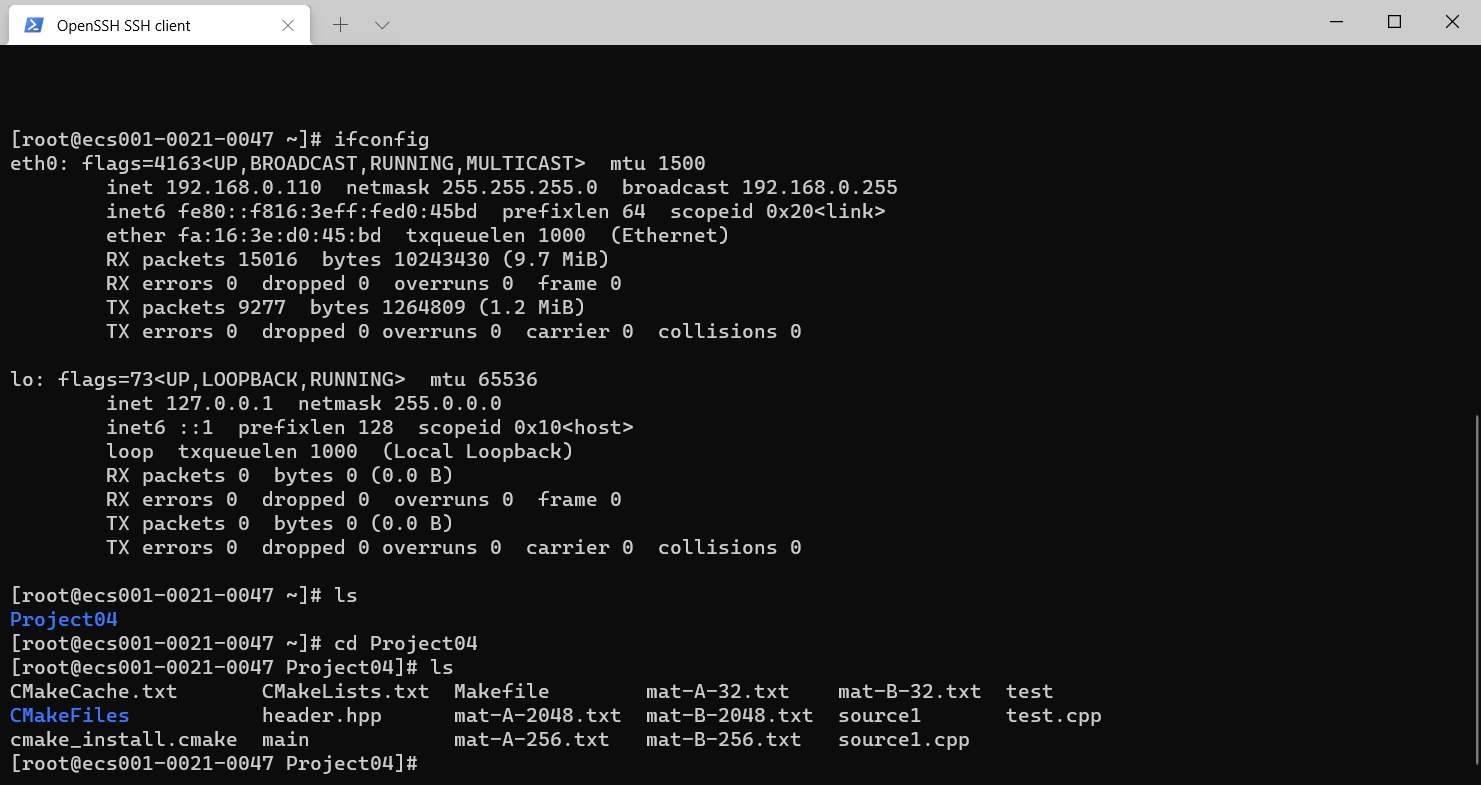 OpenSSH SSH client
[root@ecs001-0021-0047 ~]# ifconfig
eth0: flags=4163<UP,BROADCAST,RUNNING,MULTICAST>  mtu 1500
        inet 192.168.0.110  netmask 255.255.255.0  broadcast 192.168.0.255
        inet6 fe80::f816:3eff:fed0:45bd  prefixlen 64  scopeid 0x20<link>
        ether fa:16:3e:d0:45:bd  txqueuelen 1000  (Ethernet)
        RX packets 15016  bytes 10243430 (9.7 MiB)
        RX errors 0  dropped 0  overruns 0  frame 0
        TX packets 9277  bytes 1264809 (1.2 MiB)
        TX errors 0  dropped 0 overruns 0  carrier 0  collisions 0

lo: flags=73<UP,LOOPBACK,RUNNING>  mtu 65536
        inet 127.0.0.1  netmask 255.0.0.0
        inet6 ::1  prefixlen 128  scopeid 0x10<host>
        loop  txqueuelen 1000  (Local Loopback)
        RX packets 0  bytes 0 (0.0 B)
        RX errors 0  dropped 0  overruns 0  frame 0
        TX packets 0  bytes 0 (0.0 B)
        TX errors 0  dropped 0 overruns 0  carrier 0  collisions 0

[root@ecs001-0021-0047 ~]# ls
Project04
[root@ecs001-0021-0047 ~]# cd Project04
[root@ecs001-0021-0047 Project04]# ls
CMakeCache.txt       CMakeLists.txt  Makefile        mat-A-32.txt    mat-B-32.txt  test
CMakeFiles           header.hpp      mat-A-2048.txt  mat-B-2048.txt  source1       test.cpp
cmake_install.cmake  main            mat-A-256.txt   mat-B-256.txt   source1.cpp
[root@ecs001-0021-0047 Project04]#